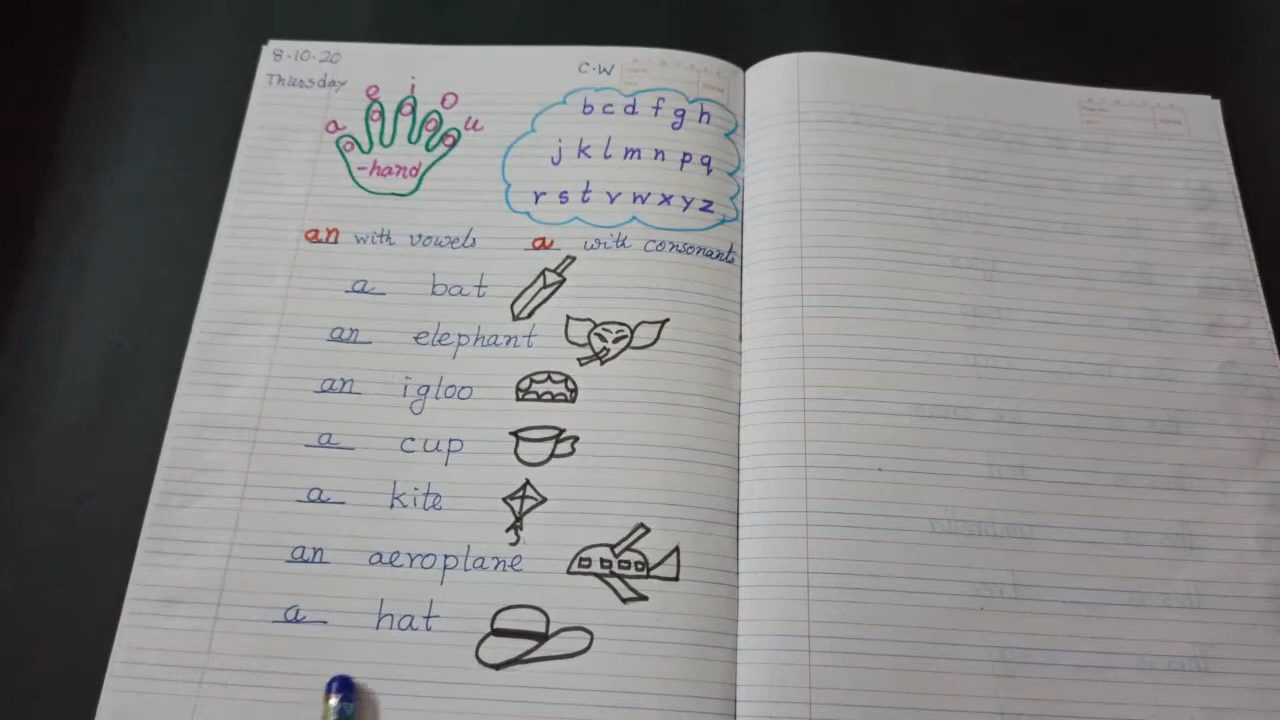 8.10.20
Thursday
C.W
a e i o u
-hand
b c d f g h
j k l m n p q
r s t v w x y z
an with vowels a with consonants
a bat
an elephant
an igloo
a cup
a kite
an aeroplane
a hat